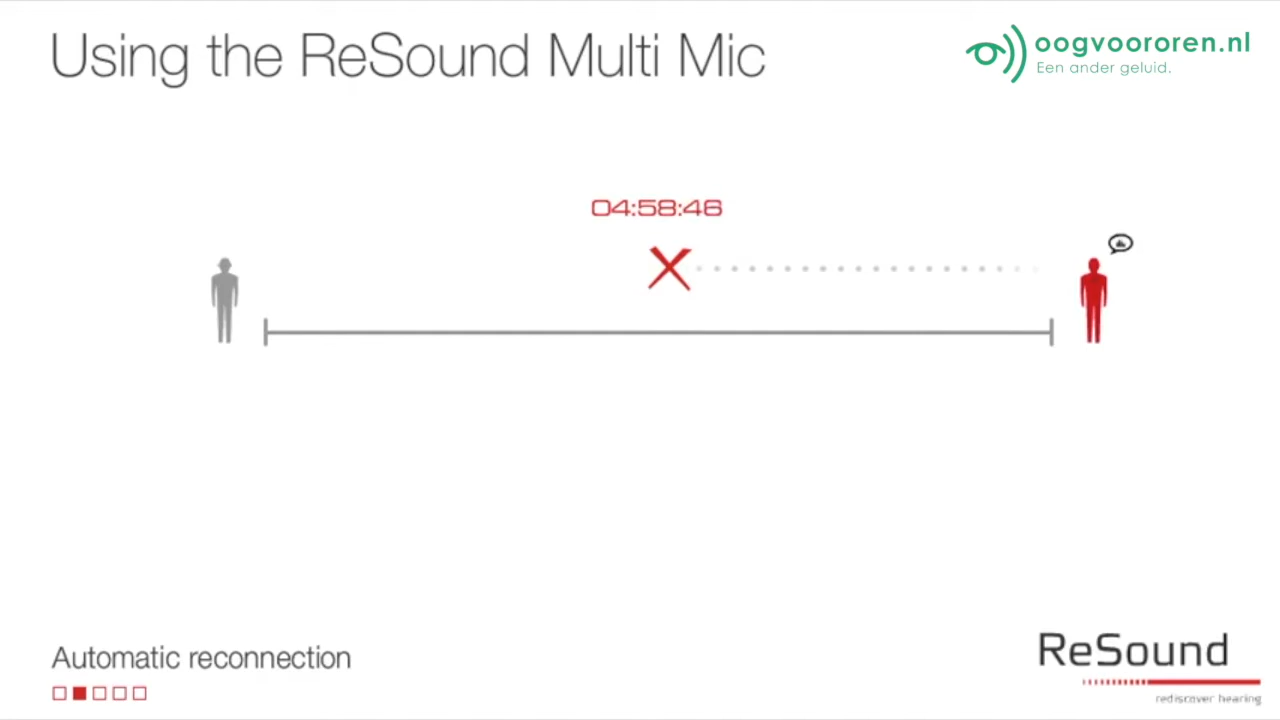 Using the ReSound Multi Mic
oogvoororen.nl
Een ander geluid.
04:58:46
Automatic reconnection
ReSound
rediscover hearing